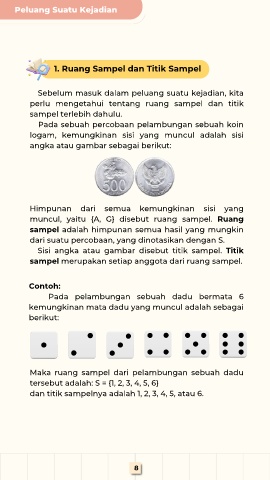 Peluang Suatu Kejadian
1. Ruang Sampel dan Titik Sampel
Sebelum masuk dalam peluang suatu kejadian, kita
perlu mengetahui tentang ruang sampel dan titik
sampel terlebih dahulu.
Pada sebuah percobaan pelambungan sebuah koin
logam, kemungkinan sisi yang muncul adalah sisi
angka atau gambar sebagai berikut:
500
Himpunan dari semua kemungkinan sisi yang
muncul, yaitu {A, G} disebut ruang sampel. Ruang
sampel adalah himpunan semua hasil yang mungkin
dari suatu percobaan, yang dinotasikan dengan S.
Sisi angka atau gambar disebut titik sampel. Titik
sampel merupakan setiap anggota dari ruang sampel.
Contoh:
Pada pelambungan sebuah dadu bermata 6
kemungkinan mata dadu yang muncul adalah sebagai
berikut:
Maka ruang sampel dari pelambungan sebuah dadu
tersebut adalah: S = {1, 2, 3, 4, 5, 6}
dan titik sampelnya adalah 1, 2, 3, 4, 5, atau 6.
8